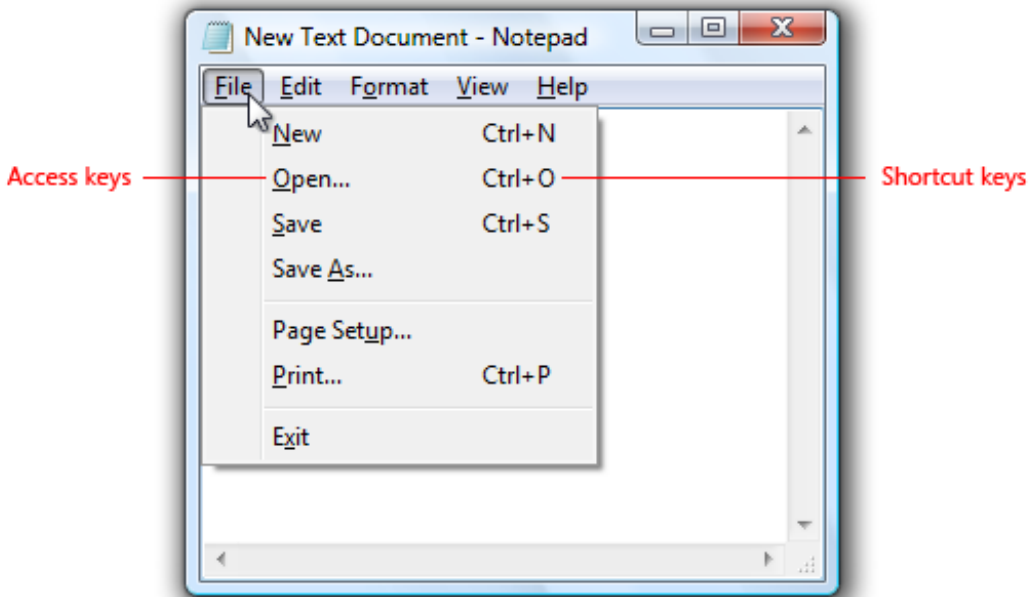 New Text Document - Notepad
File Edit Format View Help
New Ctrl+N
Access keys Open... Ctrl+O Shortcut keys
Save Ctrl+S
Save As...
Page Setup...
Print... Ctrl+P
Exit